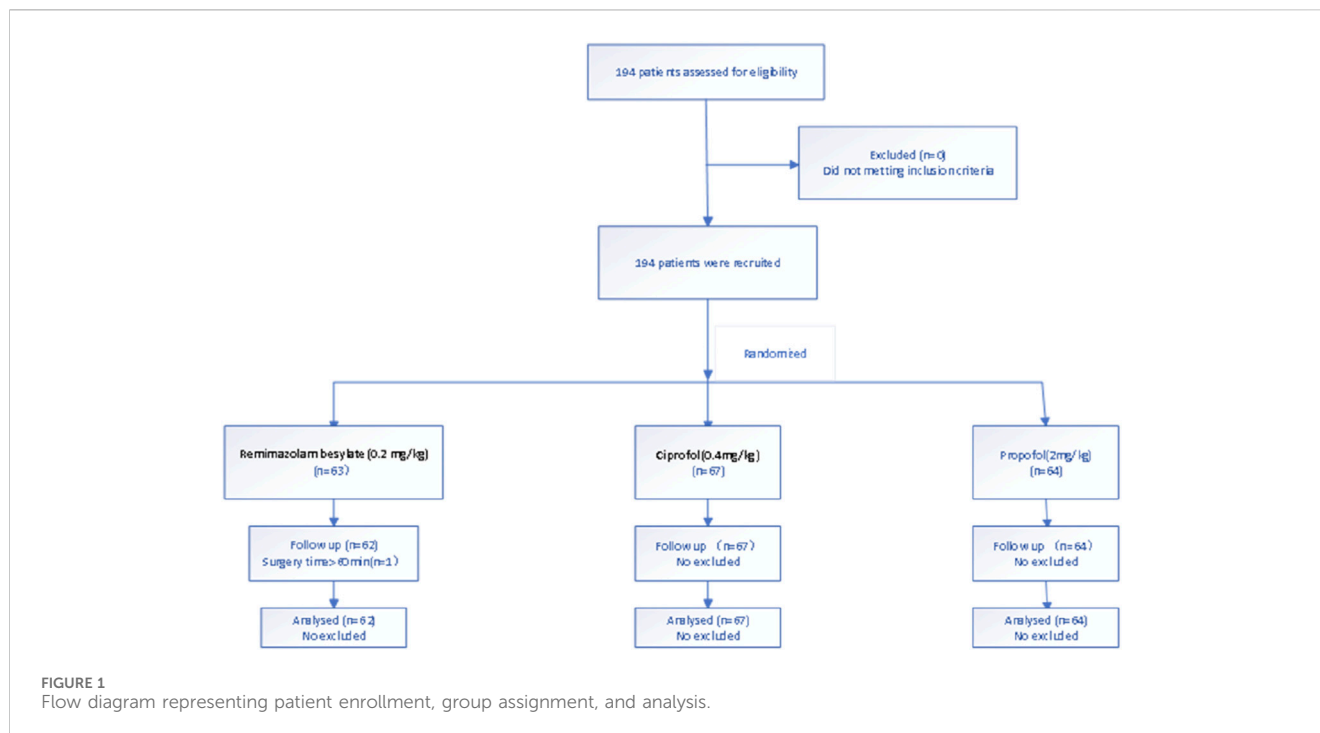 194 patients assessed for eligibility
Excluded (n=0)
Did not metting inclusion criteria
194 patients were recruited
Randomized
Remimazolam besylate (0.2 mg/kg)
(n=63)
Ciprofol(0.4mg/kg)
(n=67)
Propofol(2mg/kg)
(n=64)
Follow up (n=62)
Surgery time>60min(n=1)
Follow up （n=67）
No excluded
Follow up （n=64）
No excluded
Analysed (n=62)
No excluded
Analysed (n=67)
No excluded
Analysed (n=64)
No excluded
FIGURE 1
Flow diagram representing patient enrollment, group assignment, and analysis.